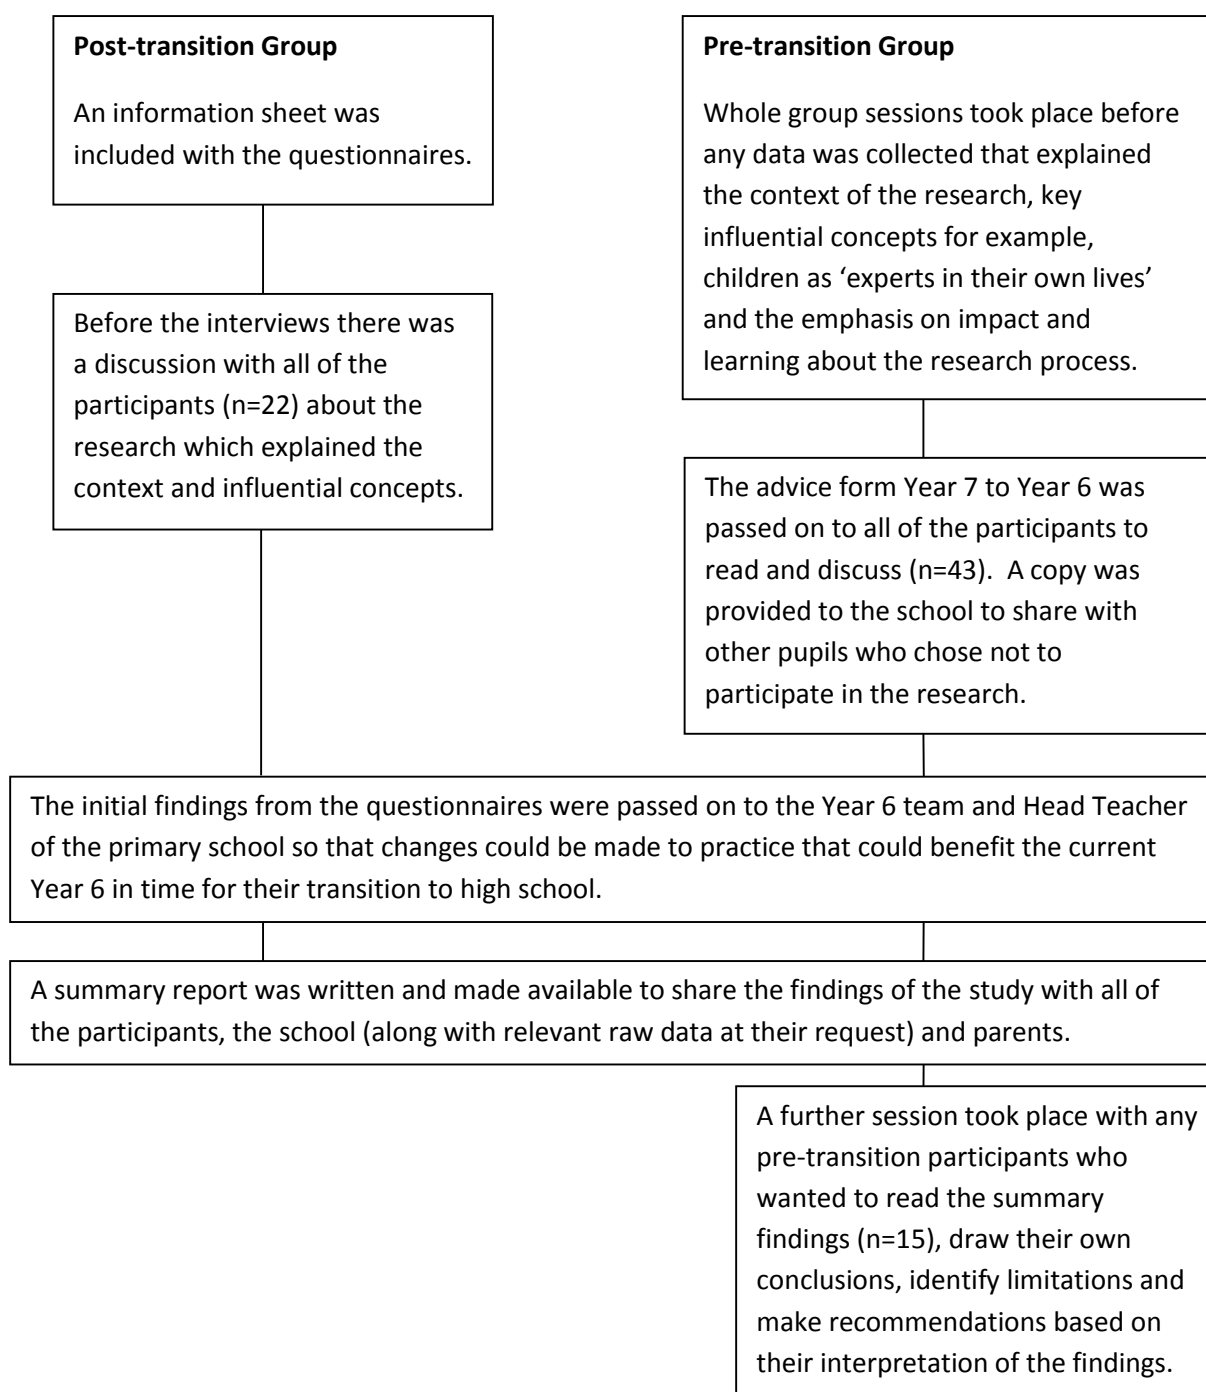 Post-transition Group
An information sheet was
included with the questionnaires.
Before the interviews there was
a discussion with all of the
participants (n=22) about the
research which explained the
context and influential concepts.
Pre-transition Group
Whole group sessions took place before
any data was collected that explained
the context of the research, key
influential concepts for example,
children as ‘experts in their own lives’
and the emphasis on impact and
learning about the research process.
The advice form Year 7 to Year 6 was
passed on to all of the participants to
read and discuss (n=43).  A copy was
provided to the school to share with
other pupils who chose not to
participate in the research.
The initial findings from the questionnaires were passed on to the Year 6 team and Head Teacher
of the primary school so that changes could be made to practice that could benefit the current
Year 6 in time for their transition to high school.
A summary report was written and made available to share the findings of the study with all of
the participants, the school (along with relevant raw data at their request) and parents.
A further session took place with any
pre-transition participants who
wanted to read the summary
findings (n=15), draw their own
conclusions, identify limitations and
make recommendations based on
their interpretation of the findings.